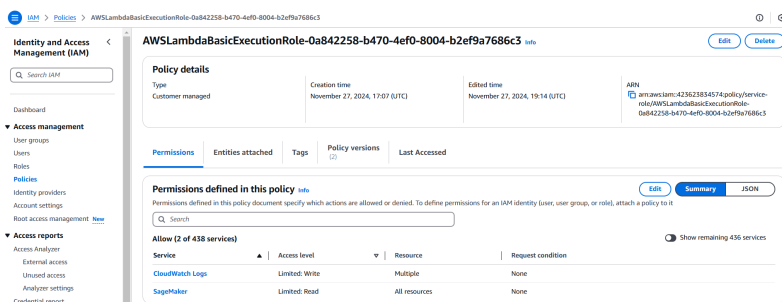 IAM > Policies > AWSLambdaBasicExecutionRole-0a842258-b470-4ef0-8004-b2ef9a7686c3
Identity and Access
Management (IAM)
Search IAM
Dashboard
Access management
User groups
Users
Roles
Policies
Identity providers
Account settings
Root access management New
Access reports
Access Analyzer
External access
Unused access
Analyzer settings
Credential report
AWSLambdaBasicExecutionRole-0a842258-b470-4ef0-8004-b2ef9a7686c3 Info
Edit
Delete
Policy details
Type
Customer managed
Creation time
November 27, 2024, 17:07 (UTC)
Edited time
November 27, 2024, 19:14 (UTC)
ARN
arn:aws:iam::423623834574:policy/service-
role/AWSLambdaBasicExecutionRole-
0a842258-b470-4ef0-8004-b2ef9a7686c3
Permissions
Entities attached
Tags
Policy versions
(2)
Last Accessed
Permissions defined in this policy Info
Edit
Summary
JSON
Permissions defined in this policy document specify which actions are allowed or denied. To define permissions for an IAM identity (user, user group, or role), attach a policy to it
Search
Allow (2 of 438 services)
Show remaining 436 services
Service Access level Resource Request condition
CloudWatch Logs Limited: Write Multiple None
SageMaker Limited: Read All resources None